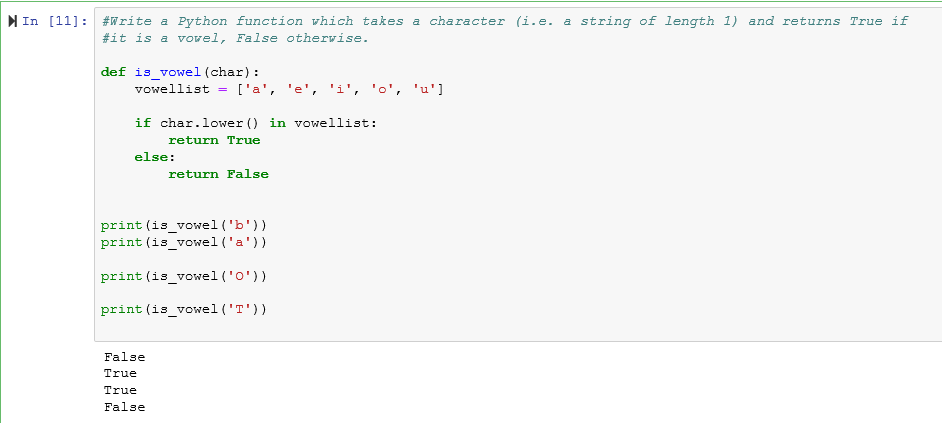 In [11]: #Write a Python function which takes a character (i.e. a string of length 1) and returns True if
#it is a vowel, False otherwise.
def is_vowel(char):
    vowellist = ['a', 'e', 'i', 'o', 'u']
    if char.lower() in vowellist:
        return True
    else:
        return False
print(is_vowel('b'))
print(is_vowel('a'))
print(is_vowel('O'))
print(is_vowel('T'))
False
True
True
False